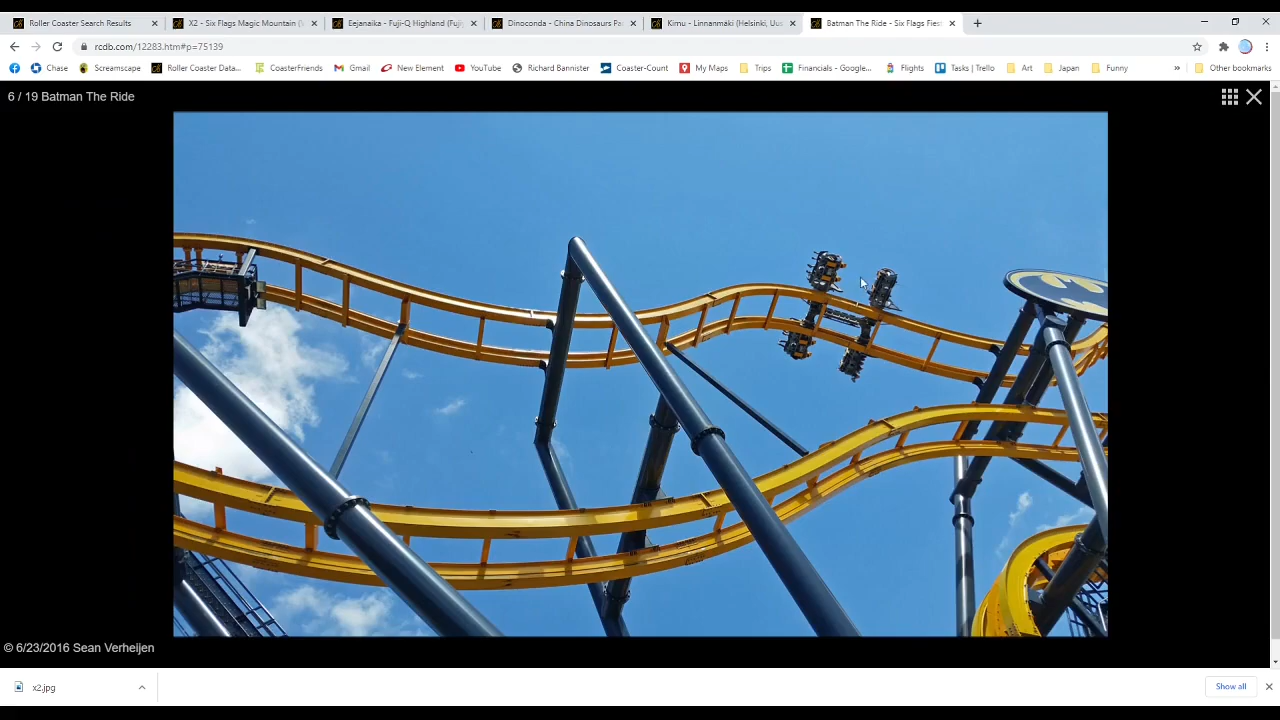 Roller Coaster Search Results
X2 - Six Flags Magic Mountain (V
Eejanaika - Fuji-Q Highland (Fuji
Dinoconda - China Dinosaurs Pa
Kimu - Linnanmäki (Helsinki, Uus
Batman The Ride - Six Flags Fies
rcdb.com/12283.htm#p=75139
Chase
Screamscape
Roller Coaster Data...
CoasterFriends
Gmail
New Element
YouTube
Richard Bannister
Coaster-Count
My Maps
Trips
Financials - Google...
Flights
Tasks | Trello
Art
Japan
Funny
»
Other bookmarks
6 / 19 Batman The Ride
© 6/23/2016 Sean Verheijen
x2.jpg
Show all